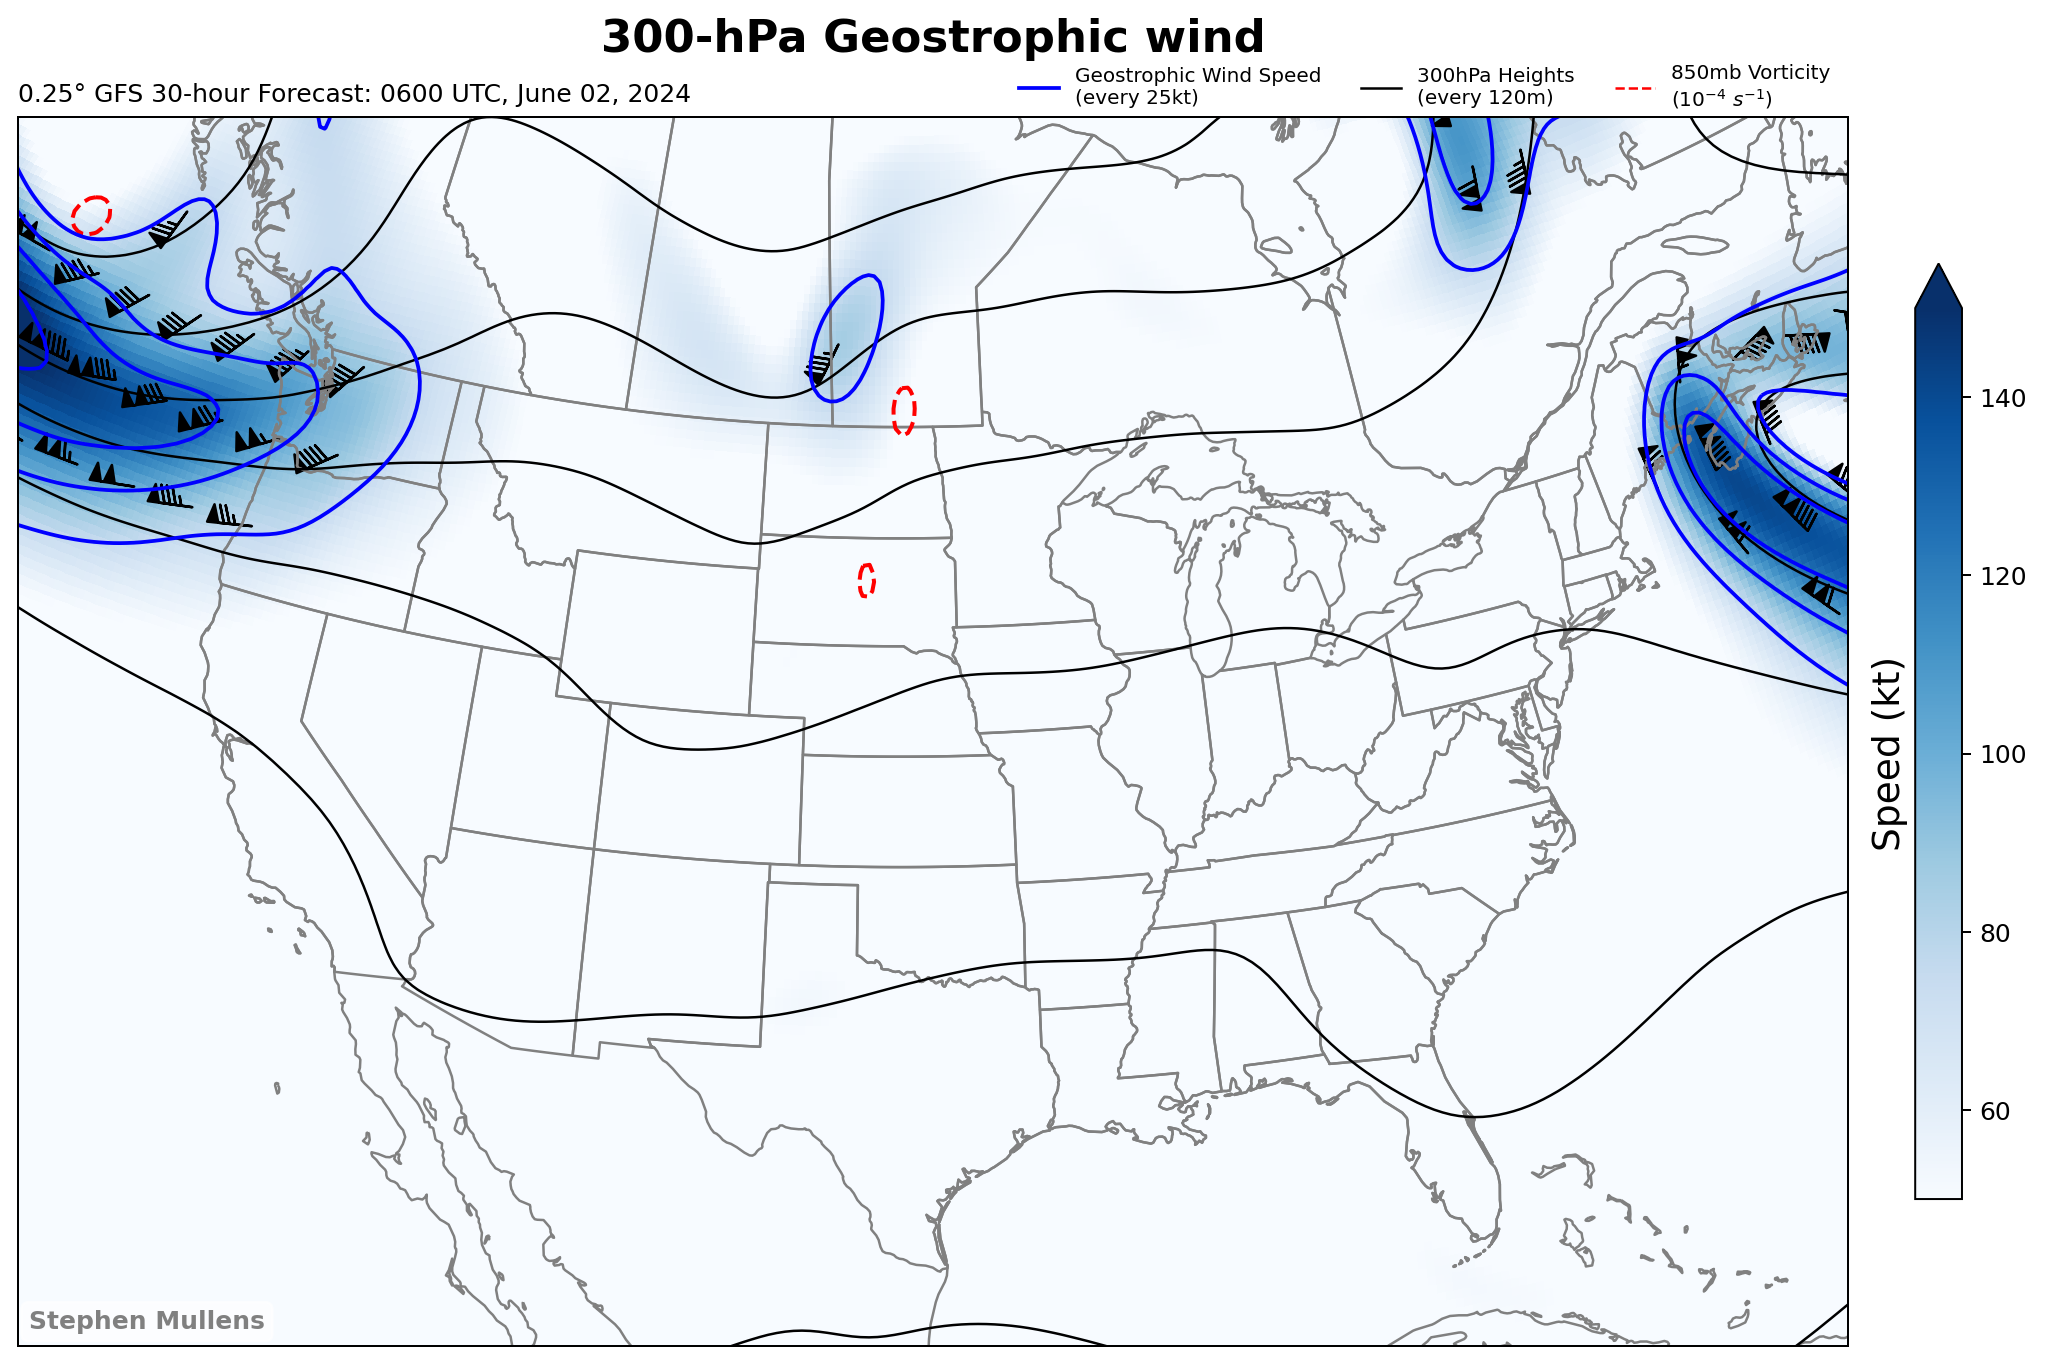 300-hPa Geostrophic wind
0.25° GFS 30-hour Forecast: 0600 UTC, June 02, 2024
Geostrophic Wind Speed
(every 25kt)
300hPa Heights
(every 120m)
850mb Vorticity
(10⁻⁴ s⁻¹)
140
120
100
80
60
Speed (kt)
Stephen Mullens